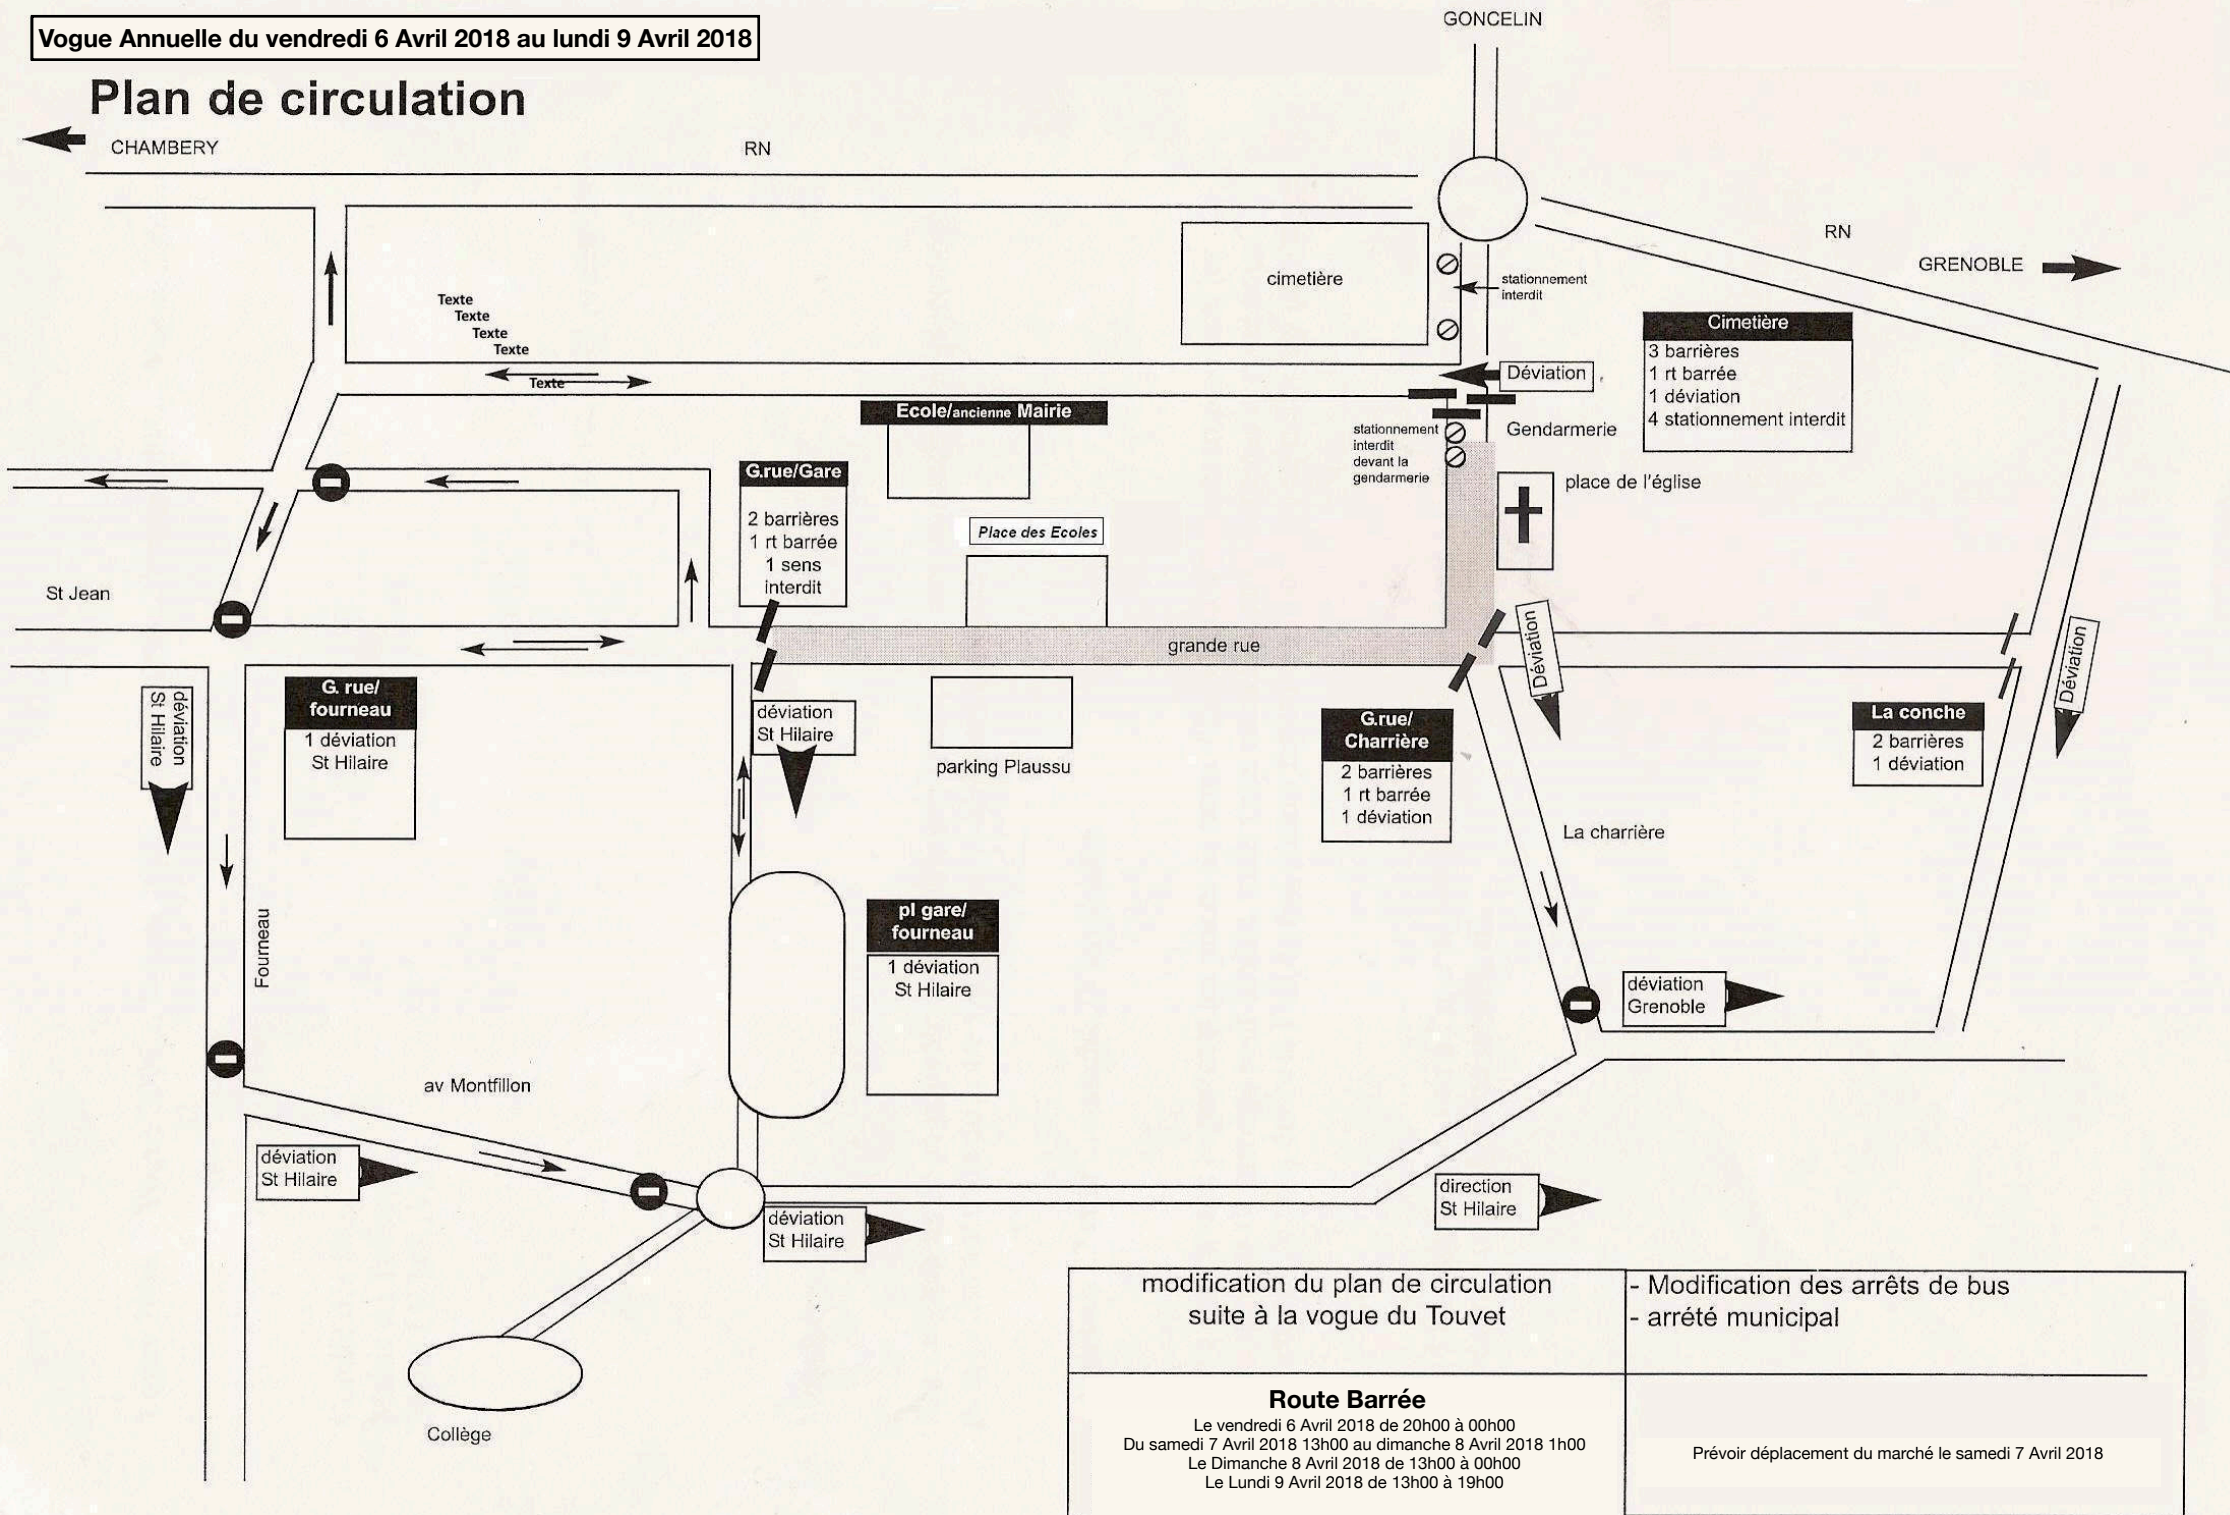 GONCELIN
Vogue Annuelle du vendredi 6 Avril 2018 au lundi 9 Avril 2018
Plan de circulation
CHAMBERY
RN
RN
GRENOBLE
cimetière
stationnement
interdit
Texte
Texte
Texte
Texte
Texte
Déviation
Cimetière
3 barrières
1 rt barrée
1 déviation
4 stationnement interdit
Ecole/ancienne Mairie
stationnement
interdit
devant la
gendarmerie
Gendarmerie
place de l'église
G.rue/Gare
2 barrières
1 rt barrée
1 sens
interdit
Place des Ecoles
St Jean
grande rue
Déviation
Déviation
déviation
St Hilaire
G. rue/
fourneau
1 déviation
St Hilaire
déviation
St Hilaire
parking Plaussu
G.rue/
Charrière
2 barrières
1 rt barrée
1 déviation
La conche
2 barrières
1 déviation
La charrière
Fourneau
pl gare/
fourneau
1 déviation
St Hilaire
déviation
Grenoble
av Montfillon
déviation
St Hilaire
déviation
St Hilaire
direction
St Hilaire
Collège
modification du plan de circulation
suite à la vogue du Touvet
- Modification des arrêts de bus
- arrété municipal
Route Barrée
Le vendredi 6 Avril 2018 de 20h00 à 00h00
Du samedi 7 Avril 2018 13h00 au dimanche 8 Avril 2018 1h00
Le Dimanche 8 Avril 2018 de 13h00 à 00h00
Le Lundi 9 Avril 2018 de 13h00 à 19h00
Prévoir déplacement du marché le samedi 7 Avril 2018